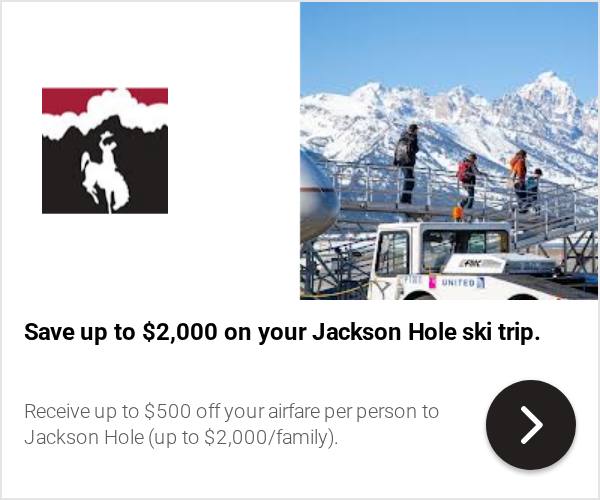 FMC
UNITED
Save up to $2,000 on your Jackson Hole ski trip.
Receive up to $500 off your airfare per person to
Jackson Hole (up to $2,000/family).